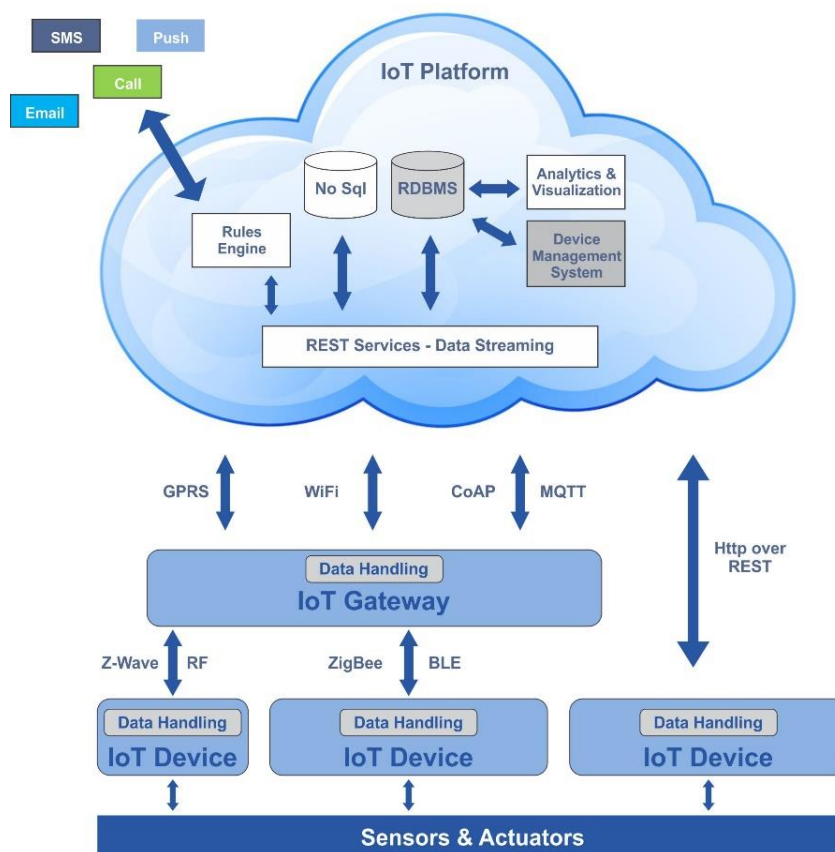 SMS
Push
Call
Email
IoT Platform
No Sql
RDBMS
Analytics &
Visualization
Rules
Engine
Device
Management
System
REST Services - Data Streaming
GPRS
WiFi
CoAP
MQTT
Http over
REST
Data Handling
IoT Gateway
Z-Wave
RF
ZigBee
BLE
Data Handling
IoT Device
Data Handling
IoT Device
Data Handling
IoT Device
Sensors & Actuators